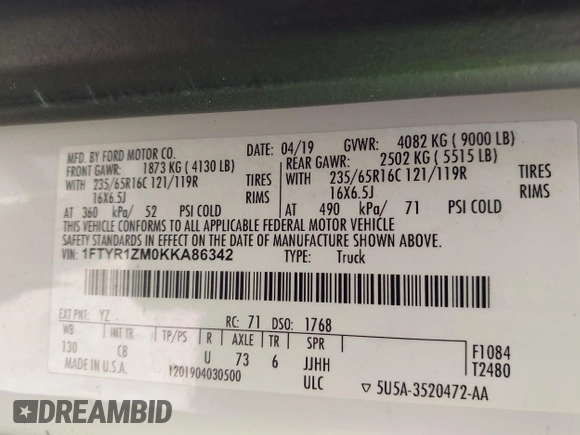 MFD. BY FORD MOTOR CO. DATE: 04/19 GVWR: 4082 KG ( 9000 LB)
FRONT GAWR: 1873 KG ( 4130 LB) REAR GAWR: 2502 KG ( 5515 LB)
WITH 235/65R16C 121/119R TIRES WITH 235/65R16C 121/119R TIRES
16X6.5J RIMS 16X6.5J RIMS
AT 360 kPa/ 52 PSI COLD AT 490 kPa/ 71 PSI COLD
THIS VEHICLE CONFORMS TO ALL APPLICABLE FEDERAL MOTOR VEHICLE
SAFETY STANDARDS IN EFFECT ON THE DATE OF MANUFACTURE SHOWN ABOVE.
VIN: 1FTYR1ZM0KKA86342 TYPE: Truck
EXT PNT: YZ RC: 71 DSO: 1768
WB INT TR TP/PS R AXLE TR SPR F1084
130 CB U 73 6 JJHH T2480
MADE IN U.S.A. 1201904030500 ULC ▽ 5U5A-3520472-AA
DREAMBID